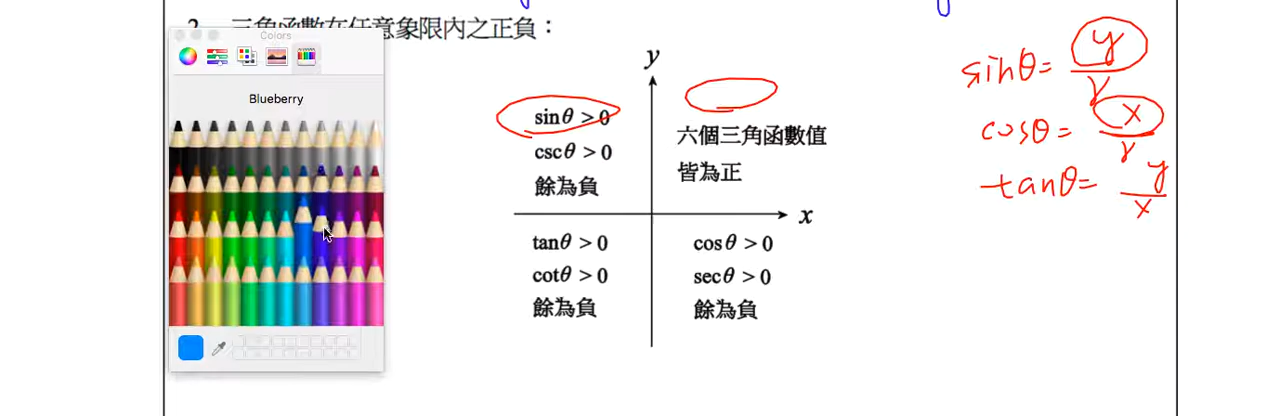 2. 三角函數在任意象限內之正負：
Colors
Blueberry
y
sinθ > 0
cscθ > 0
餘為負
六個三角函數值
皆為正
x
tanθ > 0
cotθ > 0
餘為負
cosθ > 0
secθ > 0
餘為負
sinθ = y/r
cosθ = x/r
tanθ = y/x